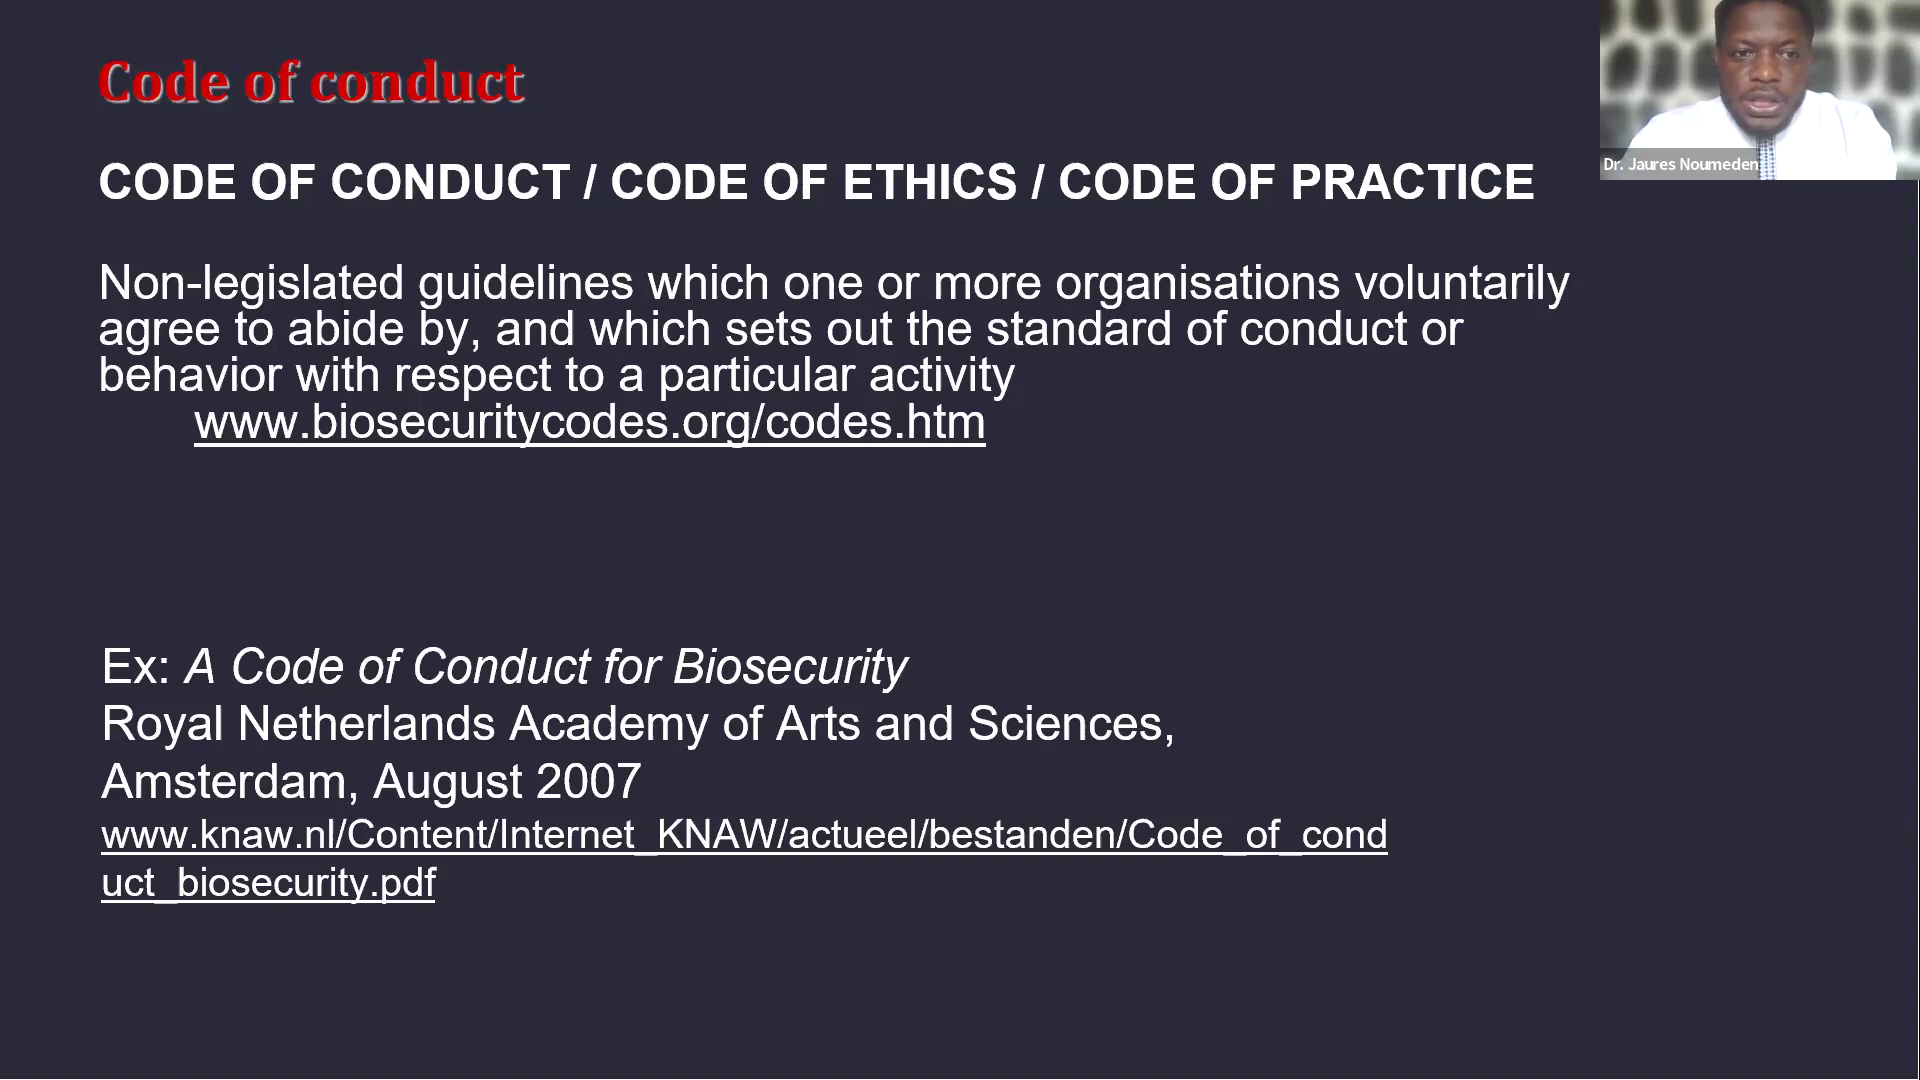 Code of conduct
CODE OF CONDUCT / CODE OF ETHICS / CODE OF PRACTICE
Dr. Jaures Noumeden
Non-legislated guidelines which one or more organisations voluntarily
agree to abide by, and which sets out the standard of conduct or
behavior with respect to a particular activity
www.biosecuritycodes.org/codes.htm
Ex: A Code of Conduct for Biosecurity
Royal Netherlands Academy of Arts and Sciences,
Amsterdam, August 2007
www.knaw.nl/Content/Internet_KNAW/actueel/bestanden/Code_of_cond
uct_biosecurity.pdf